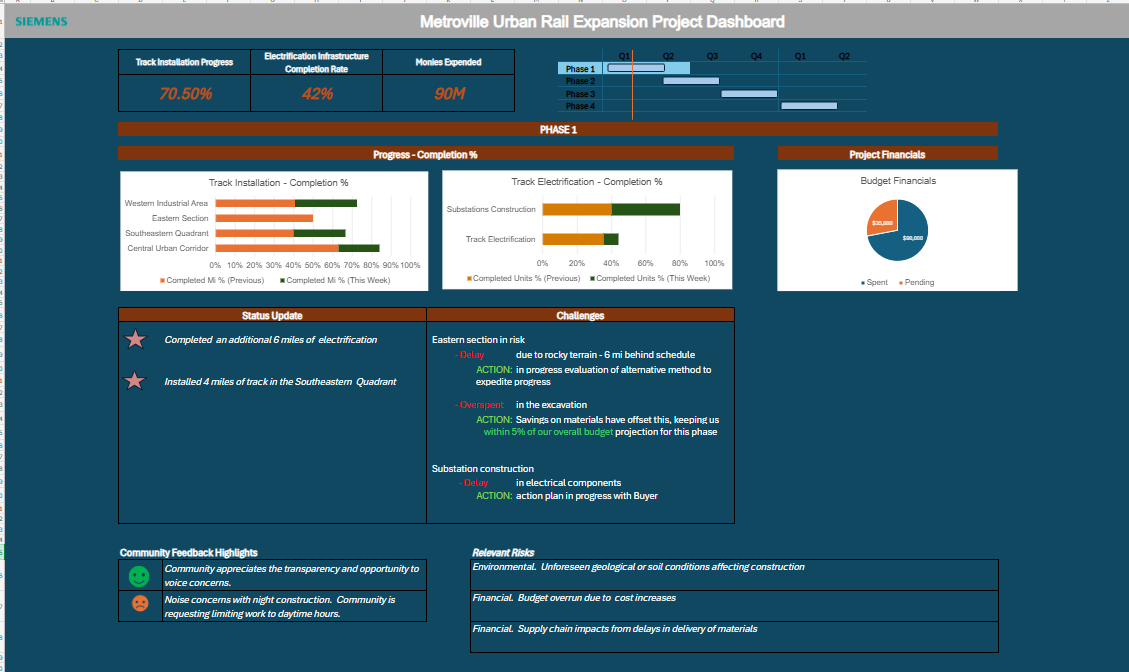 SIEMENS
Metroville Urban Rail Expansion Project Dashboard
Track Installation Progress
Electrification Infrastructure
Completion Rate
Monies Expended
70.50%
42%
90M
Q1 Q2 Q3 Q4 Q1 Q2
Phase 1
Phase 2
Phase 3
Phase 4
PHASE 1
Progress - Completion %
Project Financials
Track Installation - Completion %
Western Industrial Area
Eastern Section
Southeastern Quadrant
Central Urban Corridor
0% 10% 20% 30% 40% 50% 60% 70% 80% 90% 100%
Completed Mi % (Previous) Completed Mi % (This Week)
Track Electrification - Completion %
Substations Construction
Track Electrification
0% 20% 40% 60% 80% 100%
Completed Units % (Previous) Completed Units % (This Week)
Budget Financials
Spent Pending
Status Update
Completed an additional 6 miles of electrification
Installed 4 miles of track in the Southeastern Quadrant
Challenges
Eastern section in risk
- Delay due to rocky terrain - 6 mi behind schedule
ACTION: in progress evaluation of alternative method to
expedite progress
- Overspent in the excavation
ACTION: Savings on materials have offset this, keeping us
within 5% of our overall budget projection for this phase
Substation construction
- Delay in electrical components
ACTION: action plan in progress with Buyer
Community Feedback Highlights
Community appreciates the transparency and opportunity to
voice concerns.
Noise concerns with night construction. Community is
requesting limiting work to daytime hours.
Relevant Risks
Environmental. Unforeseen geological or soil conditions affecting construction
Financial. Budget overrun due to cost increases
Financial. Supply chain impacts from delays in delivery of materials